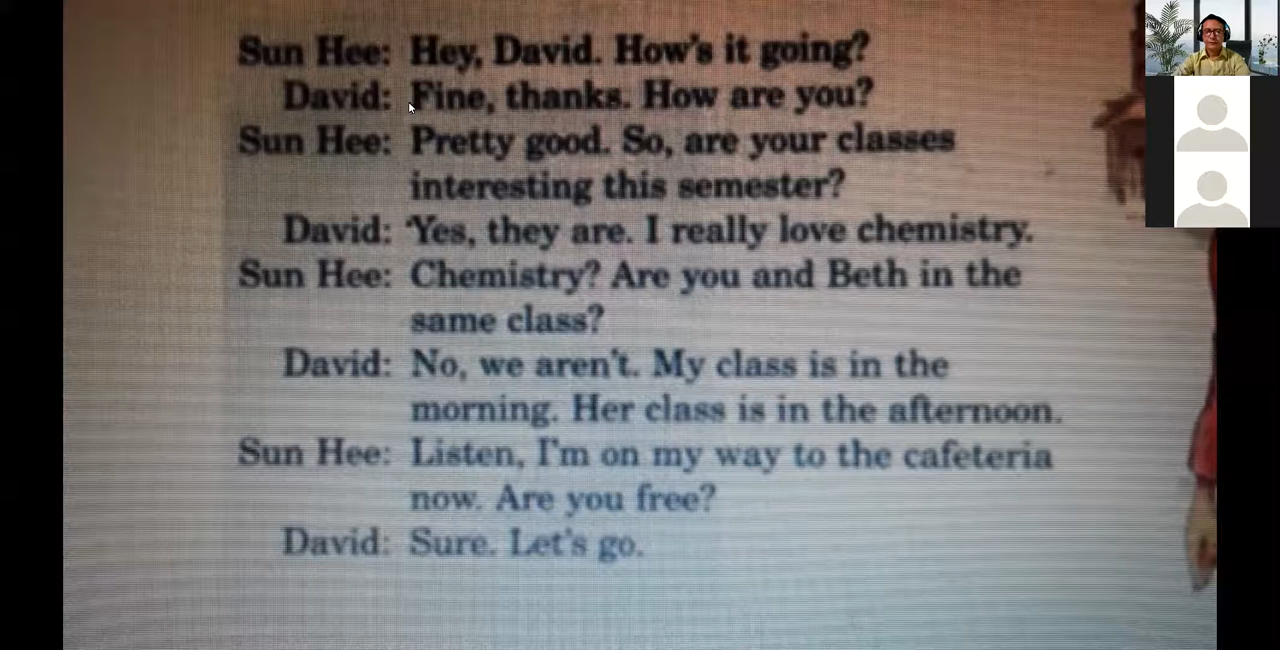 Sun Hee: Hey, David. How's it going?
David: Fine, thanks. How are you?
Sun Hee: Pretty good. So, are your classes
interesting this semester?
David: Yes, they are. I really love chemistry.
Sun Hee: Chemistry? Are you and Beth in the
same class?
David: No, we aren't. My class is in the
morning. Her class is in the afternoon.
Sun Hee: Listen, I'm on my way to the cafeteria
now. Are you free?
David: Sure. Let's go.